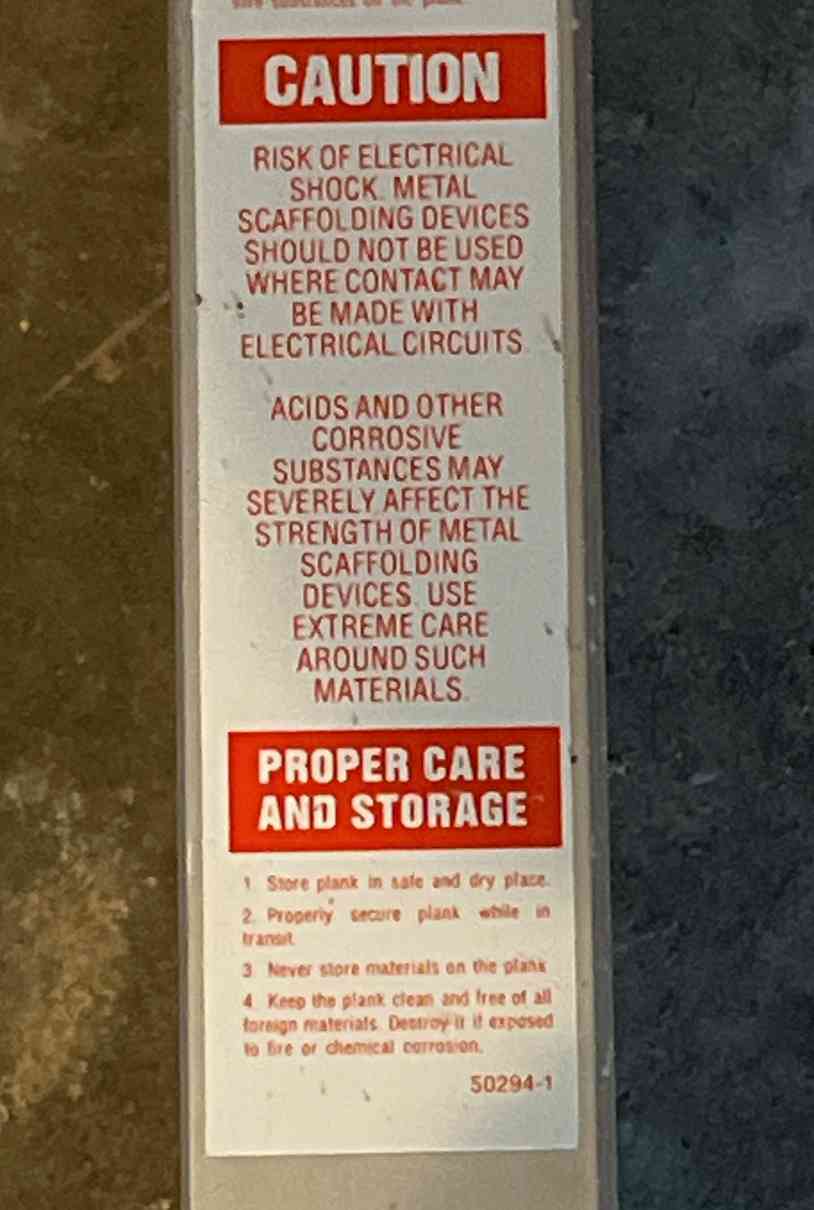 CAUTION
RISK OF ELECTRICAL
SHOCK. METAL
SCAFFOLDING DEVICES
SHOULD NOT BE USED
WHERE CONTACT MAY
BE MADE WITH
ELECTRICAL CIRCUITS.
ACIDS AND OTHER
CORROSIVE
SUBSTANCES MAY
SEVERELY AFFECT THE
STRENGTH OF METAL
SCAFFOLDING
DEVICES. USE
EXTREME CARE
AROUND SUCH
MATERIALS.
PROPER CARE
AND STORAGE
1. Store plank in safe and dry place.
2. Properly secure plank while in
transit.
3. Never store materials on the plank
4. Keep the plank clean and free of all
foreign materials. Destroy it if exposed
to fire or chemical corrosion.
50294-1